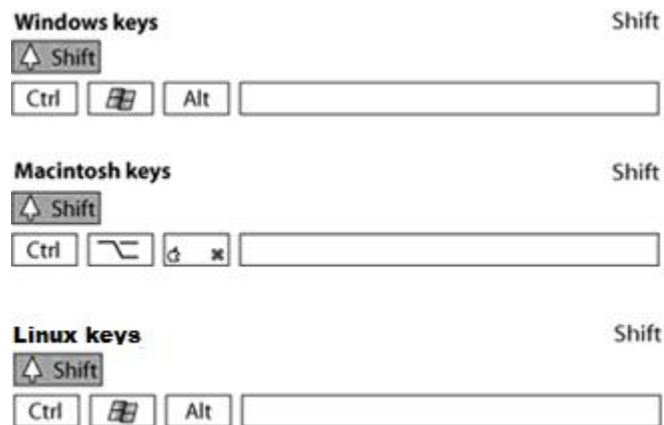 Windows keys Shift
Shift
Ctrl Alt
Macintosh keys Shift
Shift
Ctrl ⌥ ⌘
Linux keys Shift
Shift
Ctrl Alt